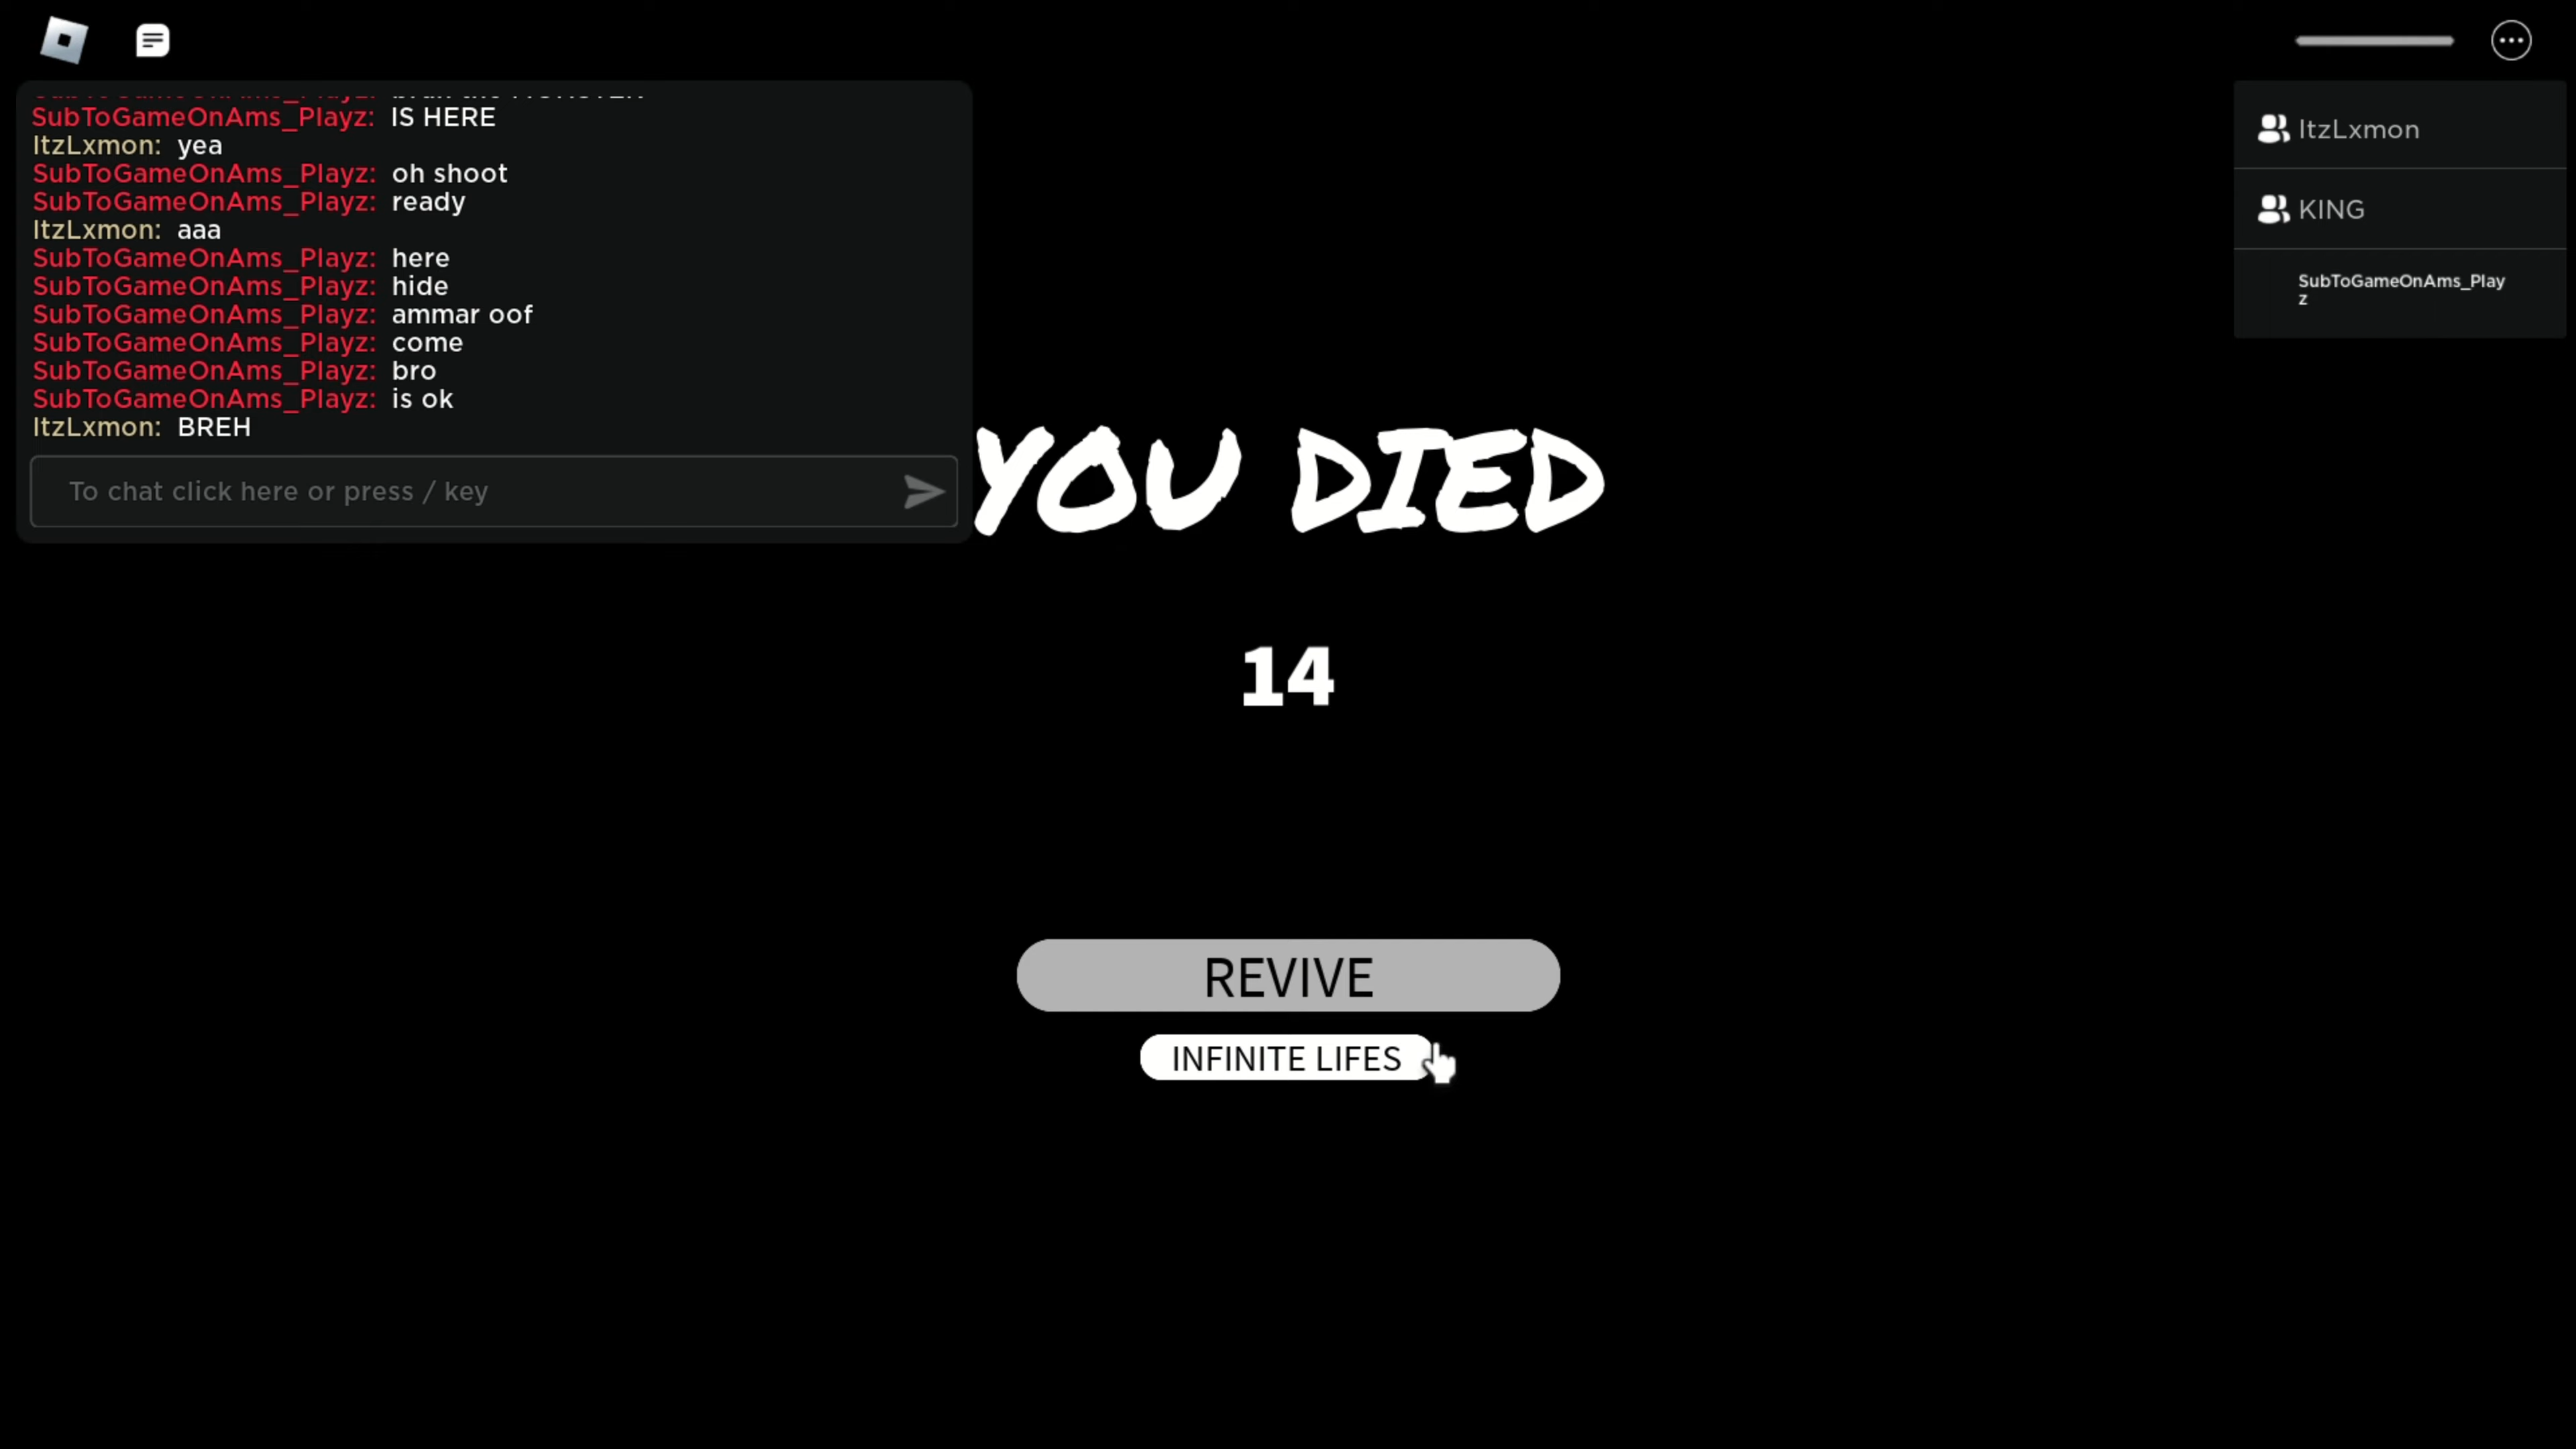 SubToGameOnAms_Playz: IS HERE
ItzLxmon: yea
SubToGameOnAms_Playz: oh shoot
SubToGameOnAms_Playz: ready
ItzLxmon: aaa
SubToGameOnAms_Playz: here
SubToGameOnAms_Playz: hide
SubToGameOnAms_Playz: ammar oof
SubToGameOnAms_Playz: come
SubToGameOnAms_Playz: bro
SubToGameOnAms_Playz: is ok
ItzLxmon: BREH
To chat click here or press / key
ItzLxmon
KING
SubToGameOnAms_Play
z
YOU DIED
14
REVIVE
INFINITE LIFES